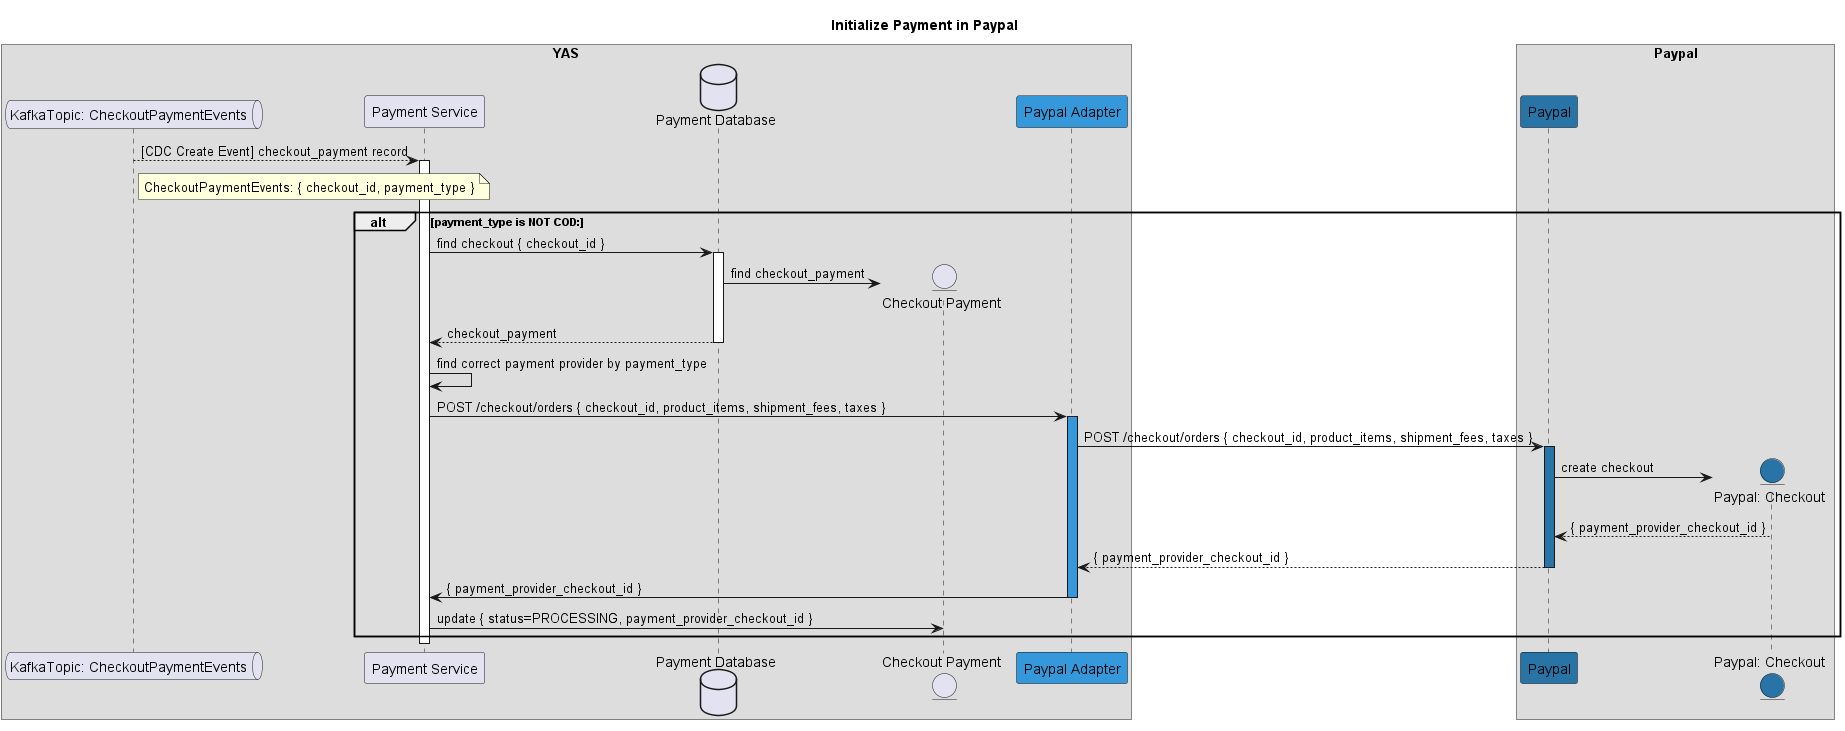 Initialize Payment in Paypal
YAS
Paypal
KafkaTopic: CheckoutPaymentEvents
Payment Service
Payment Database
Paypal Adapter
Paypal
[CDC Create Event] checkout_payment record
CheckoutPaymentEvents: { checkout_id, payment_type }
alt
[payment_type is NOT COD:]
find checkout { checkout_id }
find checkout_payment
Checkout Payment
checkout_payment
find correct payment provider by payment_type
POST /checkout/orders { checkout_id, product_items, shipment_fees, taxes }
POST /checkout/orders { checkout_id, product_items, shipment_fees, taxes }
create checkout
Paypal: Checkout
{ payment_provider_checkout_id }
{ payment_provider_checkout_id }
{ payment_provider_checkout_id }
update { status=PROCESSING, payment_provider_checkout_id }
KafkaTopic: CheckoutPaymentEvents
Payment Service
Payment Database
Checkout Payment
Paypal Adapter
Paypal
Paypal: Checkout